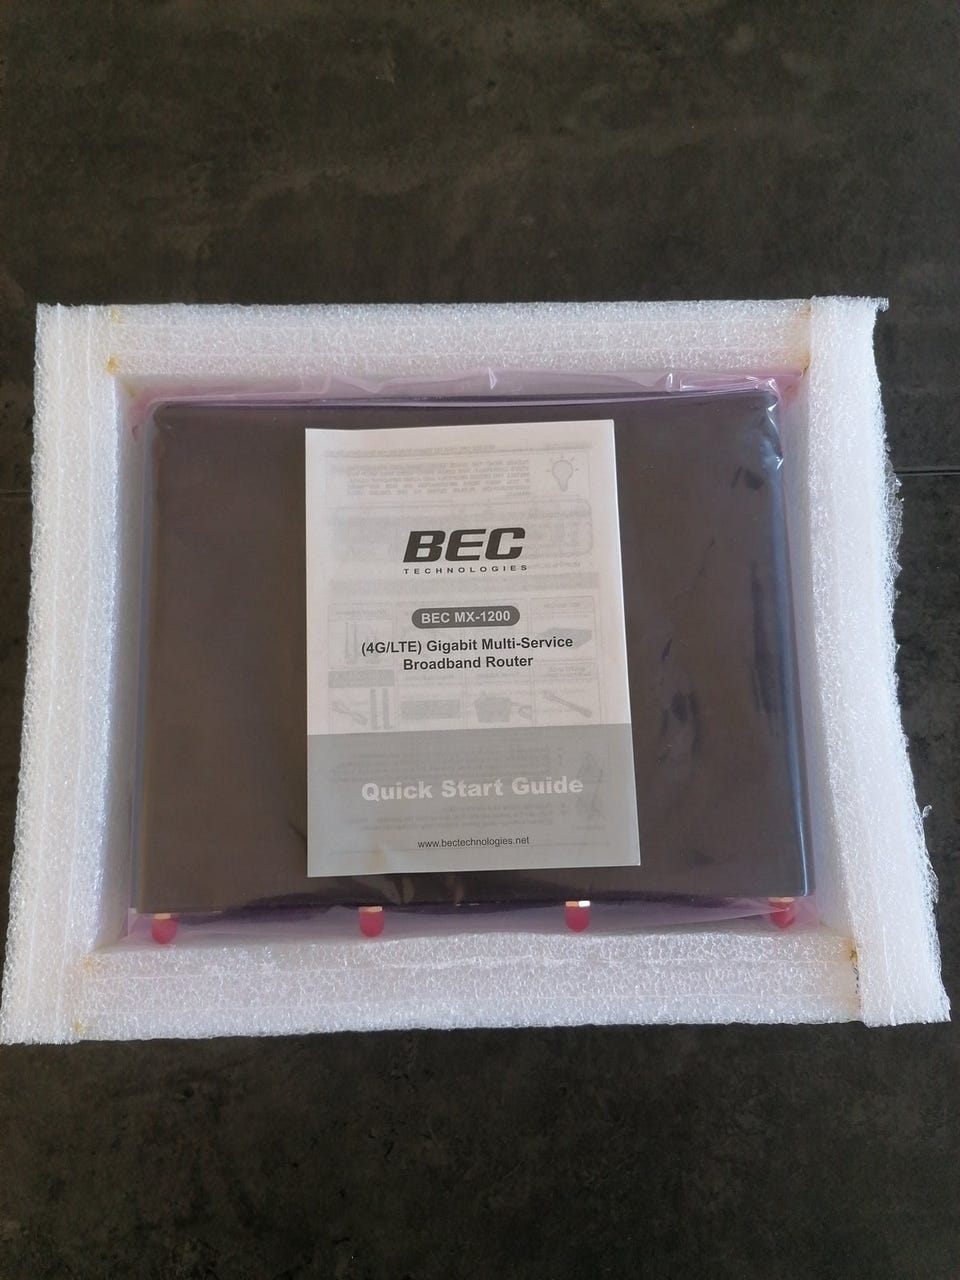 BEC
TECHNOLOGIES
BEC MX-1200
(4G/LTE) Gigabit Multi-Service
Broadband Router
Quick Start Guide
www.bectechnologies.net